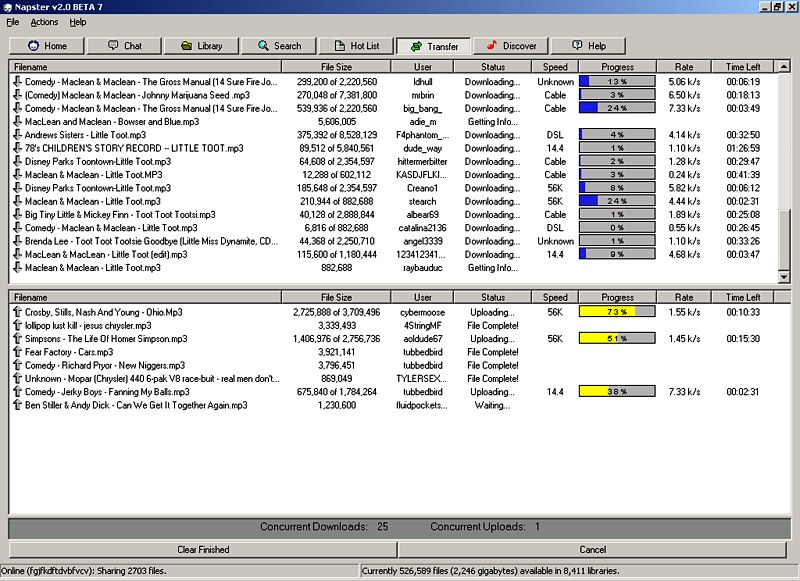 Napster v2.0 BETA 7
File Actions Help
Home Chat Library Search Hot List Transfer Discover Help
Filename File Size User Status Speed Progress Rate Time Left
Comedy - Maclean & Maclean - The Gross Manual (14 Sure Fire Jo... 299,200 of 2,220,560 ldhull Downloading... Unknown 13% 5.06 k/s 00:06:19
(Comedy) Maclean & Maclean - Johnny Marijuana Seed .mp3 270,048 of 7,381,800 mrbrin Downloading... Cable 3% 6.50 k/s 00:18:13
Comedy - Maclean & Maclean - The Gross Manual (14 Sure Fire Jo... 539,936 of 2,220,560 big_bang_ Downloading... Cable 24% 7.33 k/s 00:03:49
MacLean and Maclean - Bowser and Blue.mp3 5,606,005 adie_m Getting Info...
Andrews Sisters - Little Toot.mp3 375,392 of 8,528,129 F4phantom_... Downloading... DSL 4% 4.14 k/s 00:32:50
78's CHILDREN'S STORY RECORD -- LITTLE TOOT.mp3 89,512 of 5,840,561 dudy_two... Downloading... 14.4 1% 1.10 k/s 01:26:59
Disney Parks Toontown-Little Toot.mp3 64,608 of 2,354,597 hittermerbitter Downloading... Cable 2% 1.28 k/s 00:29:47
Maclean & Maclean - Little Toot.MP3 12,288 of 602,112 KASDJFLKI... Downloading... Cable 3% 0.24 k/s 00:41:39
Disney Parks Toontown-Little Toot.mp3 185,648 of 2,354,597 Creano1 Downloading... 56K 8% 5.82 k/s 00:06:12
Maclean & Maclean - Little Toot.mp3 210,944 of 882,688 stearch Downloading... 56K 24% 4.44 k/s 00:02:31
Big Tiny Little & Mickey Finn - Toot Toot Tootsi.mp3 40,128 of 2,888,844 albear69 Downloading... Cable 1% 1.89 k/s 00:25:08
Comedy - Maclean & Maclean - Little Toot.mp3 6,816 of 882,688 catalina2136 Downloading... DSL 0% 0.55 k/s 00:26:45
Brenda Lee - Toot Toot Tootsie Goodbye (Little Miss Dynamite, CD... 44,368 of 2,250,710 angel3339 Downloading... Unknown 1% 1.10 k/s 00:33:26
MacLean & MacLean - Little Toot (edit).mp3 115,600 of 1,180,444 123412341... Downloading... 14.4 9% 4.68 k/s 00:03:47
Maclean & Maclean - Little Toot.mp3 882,688 raybauduc Getting Info...
Filename File Size User Status Speed Progress Rate Time Left
Crosby, Stills, Nash And Young - Ohio.Mp3 2,725,888 of 3,709,496 cybermoose Uploading... 56K 73% 1.55 k/s 00:10:33
lollipop lust kill - jesus chrysler.mp3 3,339,493 4StringMF File Complete!
Simpsons - The Life Of Homer Simpson.mp3 1,406,976 of 2,756,736 aoldude67 Uploading... 56K 51% 1.45 k/s 00:15:30
Fear Factory - Cars.mp3 3,921,141 tubbedbird File Complete!
Comedy - Richard Pryor - New Niggers.mp3 3,796,451 tubbedbird File Complete!
Unknown - Mopar (Chrysler) 440 6-pak V8 race-buit - real men don't... 869,049 TYLERSEX... File Complete!
Comedy - Jerky Boys - Fanning My Balls.mp3 675,840 of 1,784,264 tubbedbird Uploading... 14.4 38% 7.33 k/s 00:02:31
Ben Stiller & Andy Dick - Can We Get It Together Again.mp3 1,230,600 fluidpockets... Waiting...
Concurrent Downloads: 25 Concurrent Uploads: 1
Clear Finished Cancel
Online (fgjfkdftdvbfvcv): Sharing 2703 files. Currently 526,589 files (2,246 gigabytes) available in 8,411 libraries.